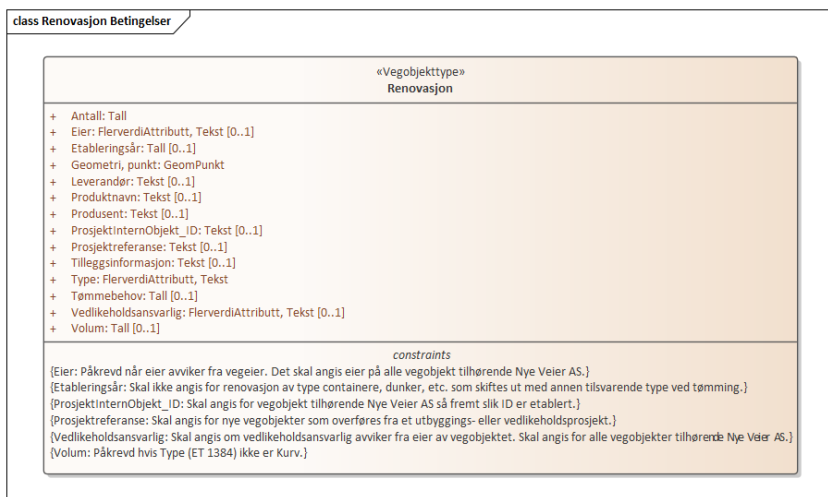 class Renovasjon Betingelser
«Vegobjekttype»
Renovasjon
+ Antall: Tall
+ Eier: FlerverdiAttributt, Tekst [0..1]
+ Etableringsår: Tall [0..1]
+ Geometri, punkt: GeomPunkt
+ Leverandør: Tekst [0..1]
+ Produktnavn: Tekst [0..1]
+ Produsent: Tekst [0..1]
+ ProsjektInternObjekt_ID: Tekst [0..1]
+ Prosjektreferanse: Tekst [0..1]
+ Tilleggsinformasjon: Tekst [0..1]
+ Type: FlerverdiAttributt, Tekst
+ Tømmebehov: Tall [0..1]
+ Vedlikeholdsansvarlig: FlerverdiAttributt, Tekst [0..1]
+ Volum: Tall [0..1]
constraints
{Eier: Påkrevd når eier avviker fra vegeier. Det skal angis eier på alle vegobjekt tilhørende Nye Veier AS.}
{Etableringsår: Skal ikke angis for renovasjon av type containere, dunker, etc. som skiftes ut med annen tilsvarende type ved tømming.}
{ProsjektInternObjekt_ID: Skal angis for vegobjekt tilhørende Nye Veier AS så fremt slik ID er etablert.}
{Prosjektreferanse: Skal angis for nye vegobjekter som overføres fra et utbyggings- eller vedlikeholdsprosjekt.}
{Vedlikeholdsansvarlig: Skal angis om vedlikeholdsansvarlig avviker fra eier av vegobjektet. Skal angis for alle vegobjekter tilhørende Nye Veier AS.}
{Volum: Påkrevd hvis Type (ET 1384) ikke er Kurv.}